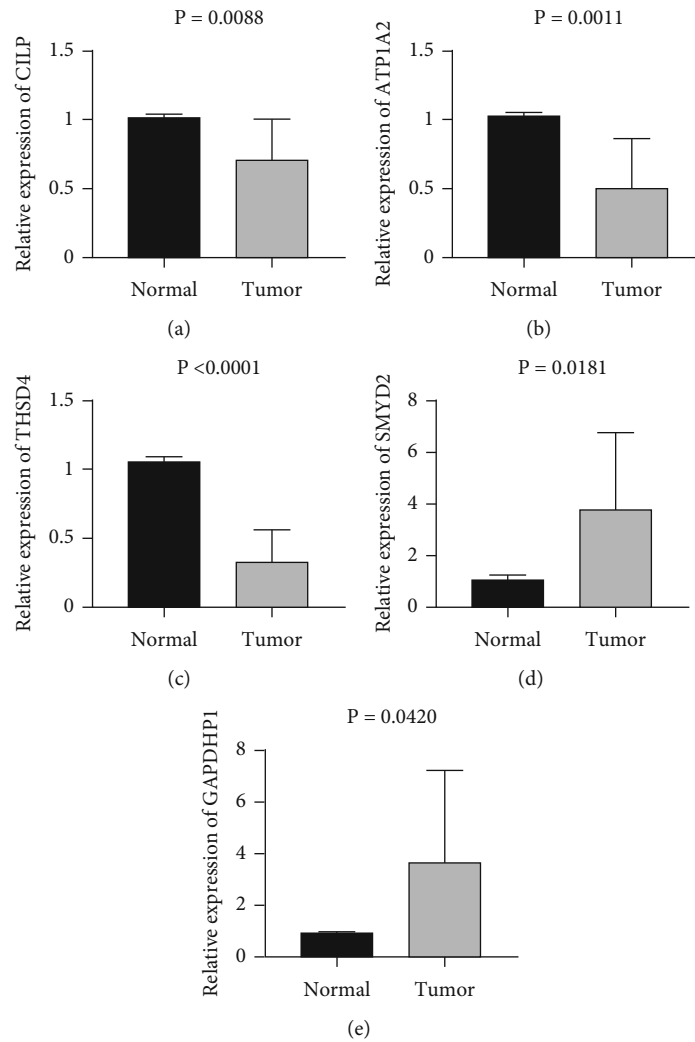 P = 0.0088
Relative expression of CILP
1.5
1
0.5
0
Normal Tumor
(a)
P = 0.0011
Relative expression of ATP1A2
1.5
1
0.5
0
Normal Tumor
(b)
P <0.0001
Relative expression of THSD4
1.5
1
0.5
0
Normal Tumor
(c)
P = 0.0181
Relative expression of SMYD2
8
6
4
2
0
Normal Tumor
(d)
P = 0.0420
Relative expression of GAPDHP1
8
6
4
2
0
Normal Tumor
(e)